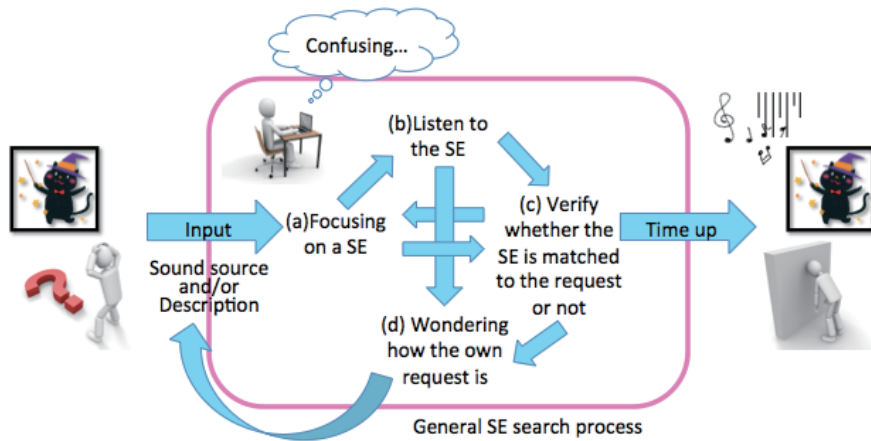 Confusing...
(b)Listen to
the SE
Input
(a)Focusing
on a SE
(c) Verify
whether the
SE is matched
to the request
or not
Time up
Sound source
and/or
Description
(d) Wondering
how the own
request is
General SE search process